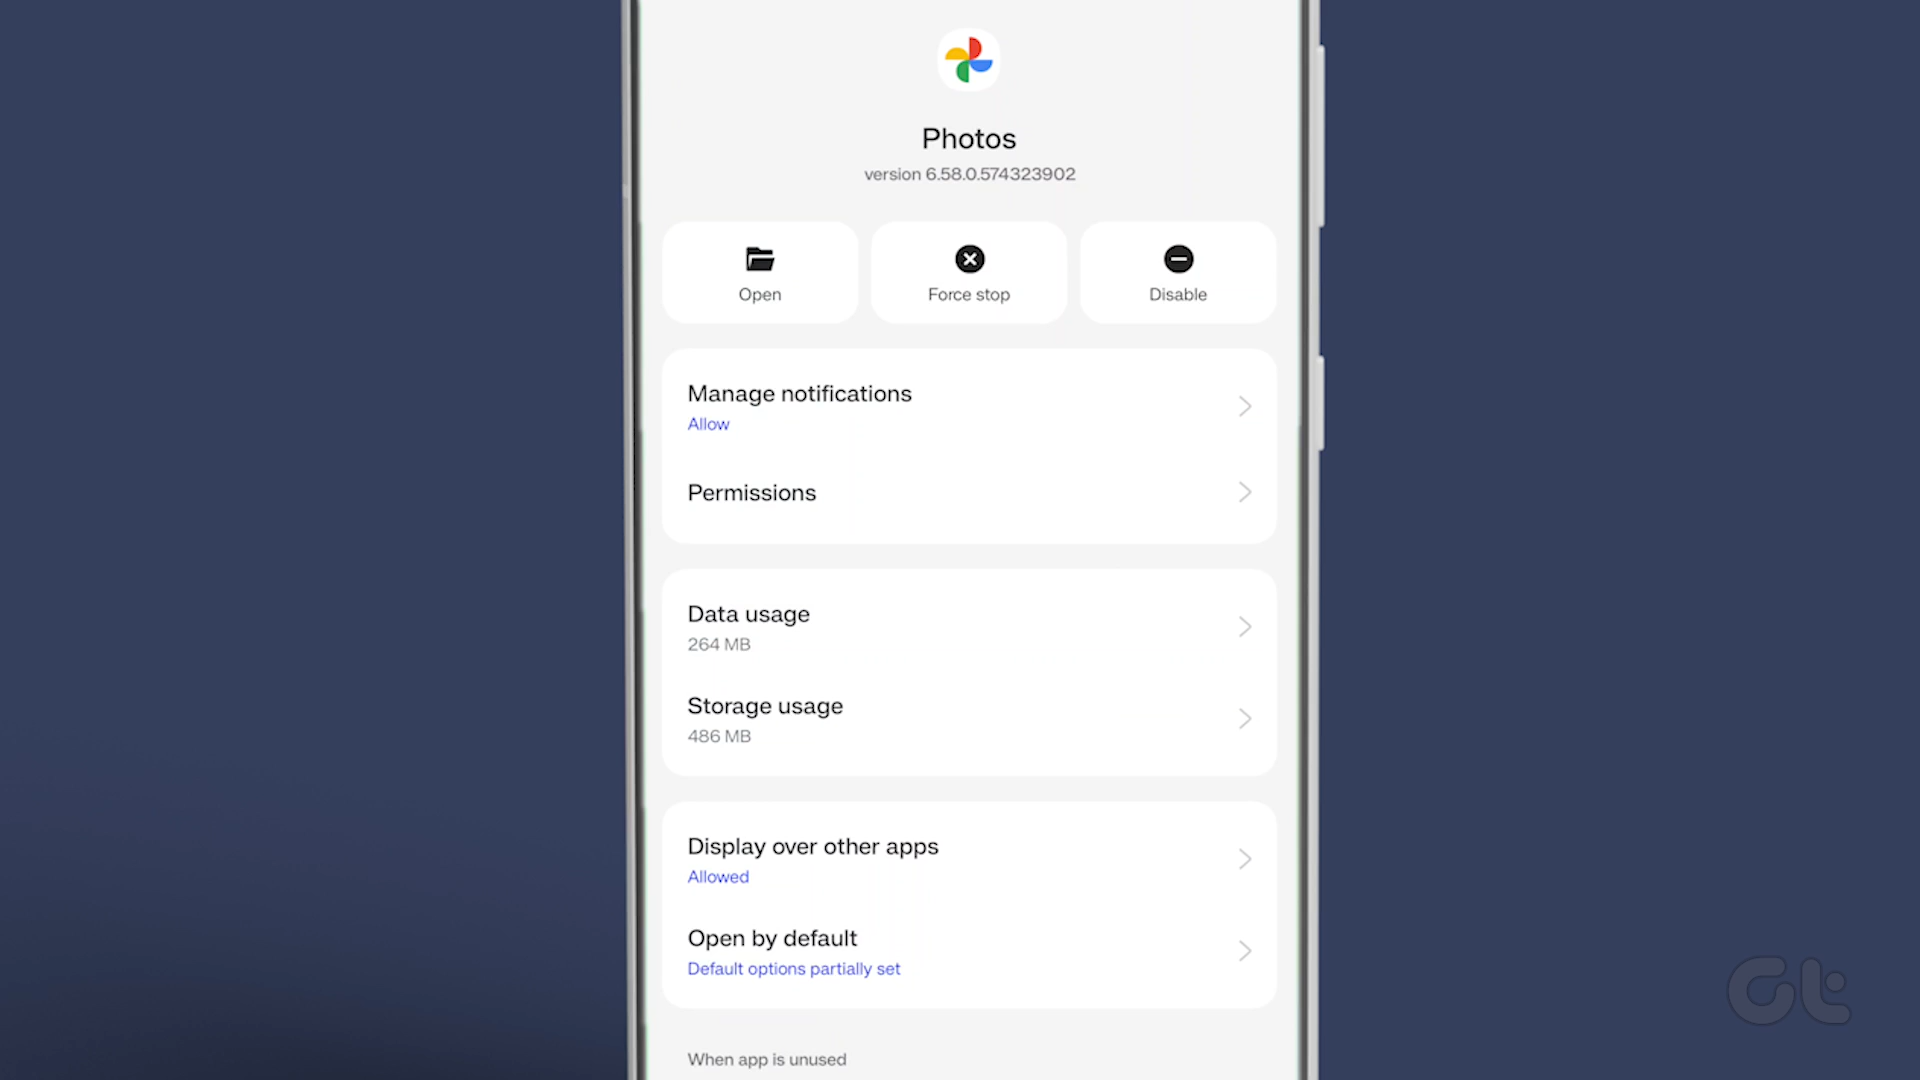 Photos
version 6.58.0.574323902
Open
Force stop
Disable
Manage notifications
Allow
Permissions
Data usage
264 MB
Storage usage
486 MB
Display over other apps
Allowed
Open by default
Default options partially set
When app is unused
Gt